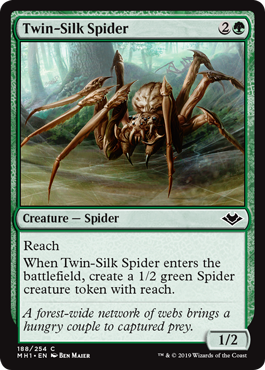 Twin-Silk Spider 2
Creature — Spider
Reach
When Twin-Silk Spider enters the
battlefield, create a 1/2 green Spider
creature token with reach.
A forest-wide network of webs brings a
hungry couple to captured prey.
1/2
188/254 C
MH1 • EN Ben Maier
™ & © 2019 Wizards of the Coast